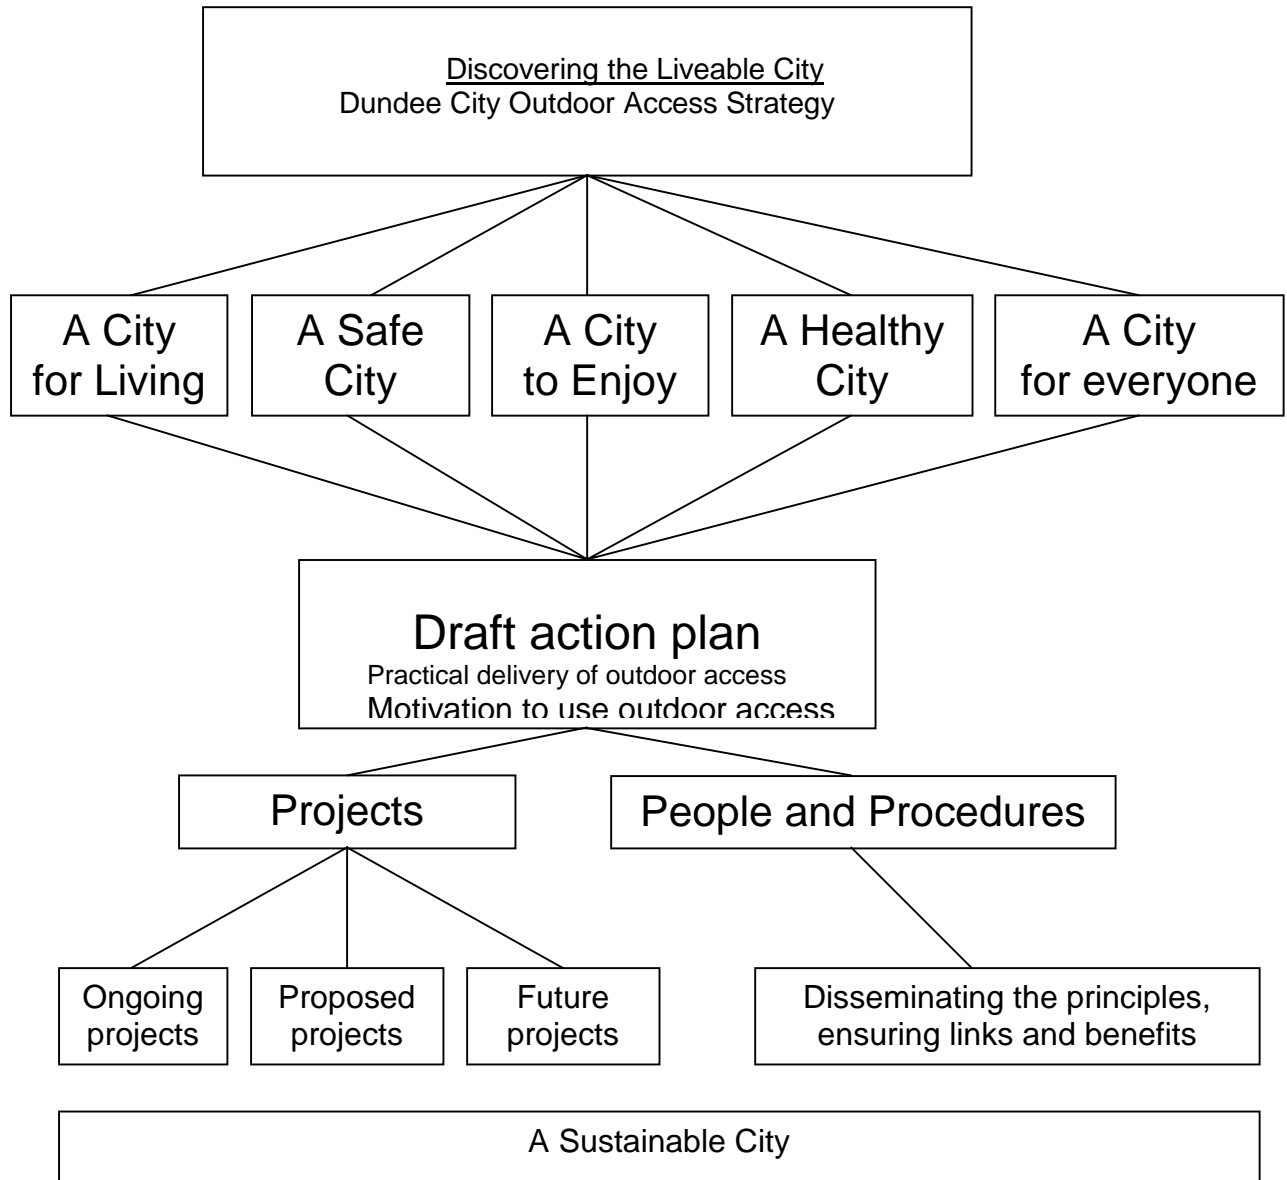 Discovering the Liveable City
Dundee City Outdoor Access Strategy
A City
for Living
A Safe
City
A City
to Enjoy
A Healthy
City
A City
for everyone
Draft action plan
Practical delivery of outdoor access
Motivation to use outdoor access
Projects
People and Procedures
Ongoing
projects
Proposed
projects
Future
projects
Disseminating the principles,
ensuring links and benefits
A Sustainable City